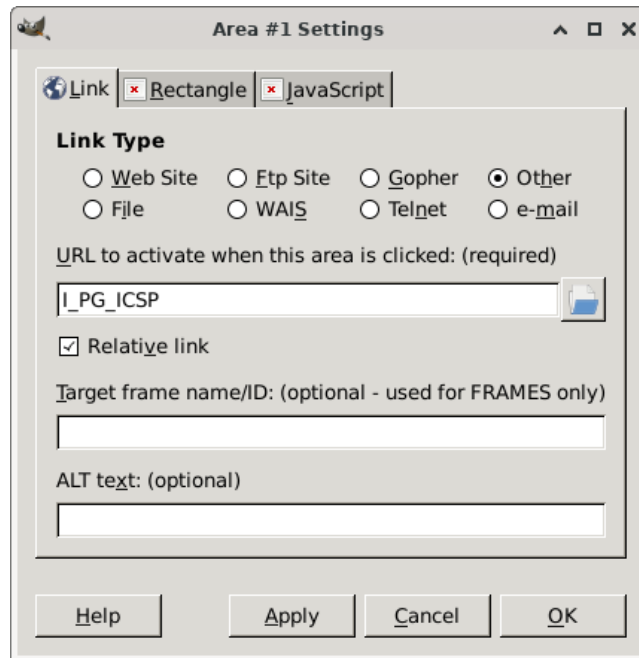 Area #1 Settings
Link Rectangle JavaScript
Link Type
Web Site Ftp Site Gopher Other
File WAIS Telnet e-mail
URL to activate when this area is clicked: (required)
I_PG_ICSP
Relative link
Target frame name/ID: (optional - used for FRAMES only)
ALT text: (optional)
Help Apply Cancel OK